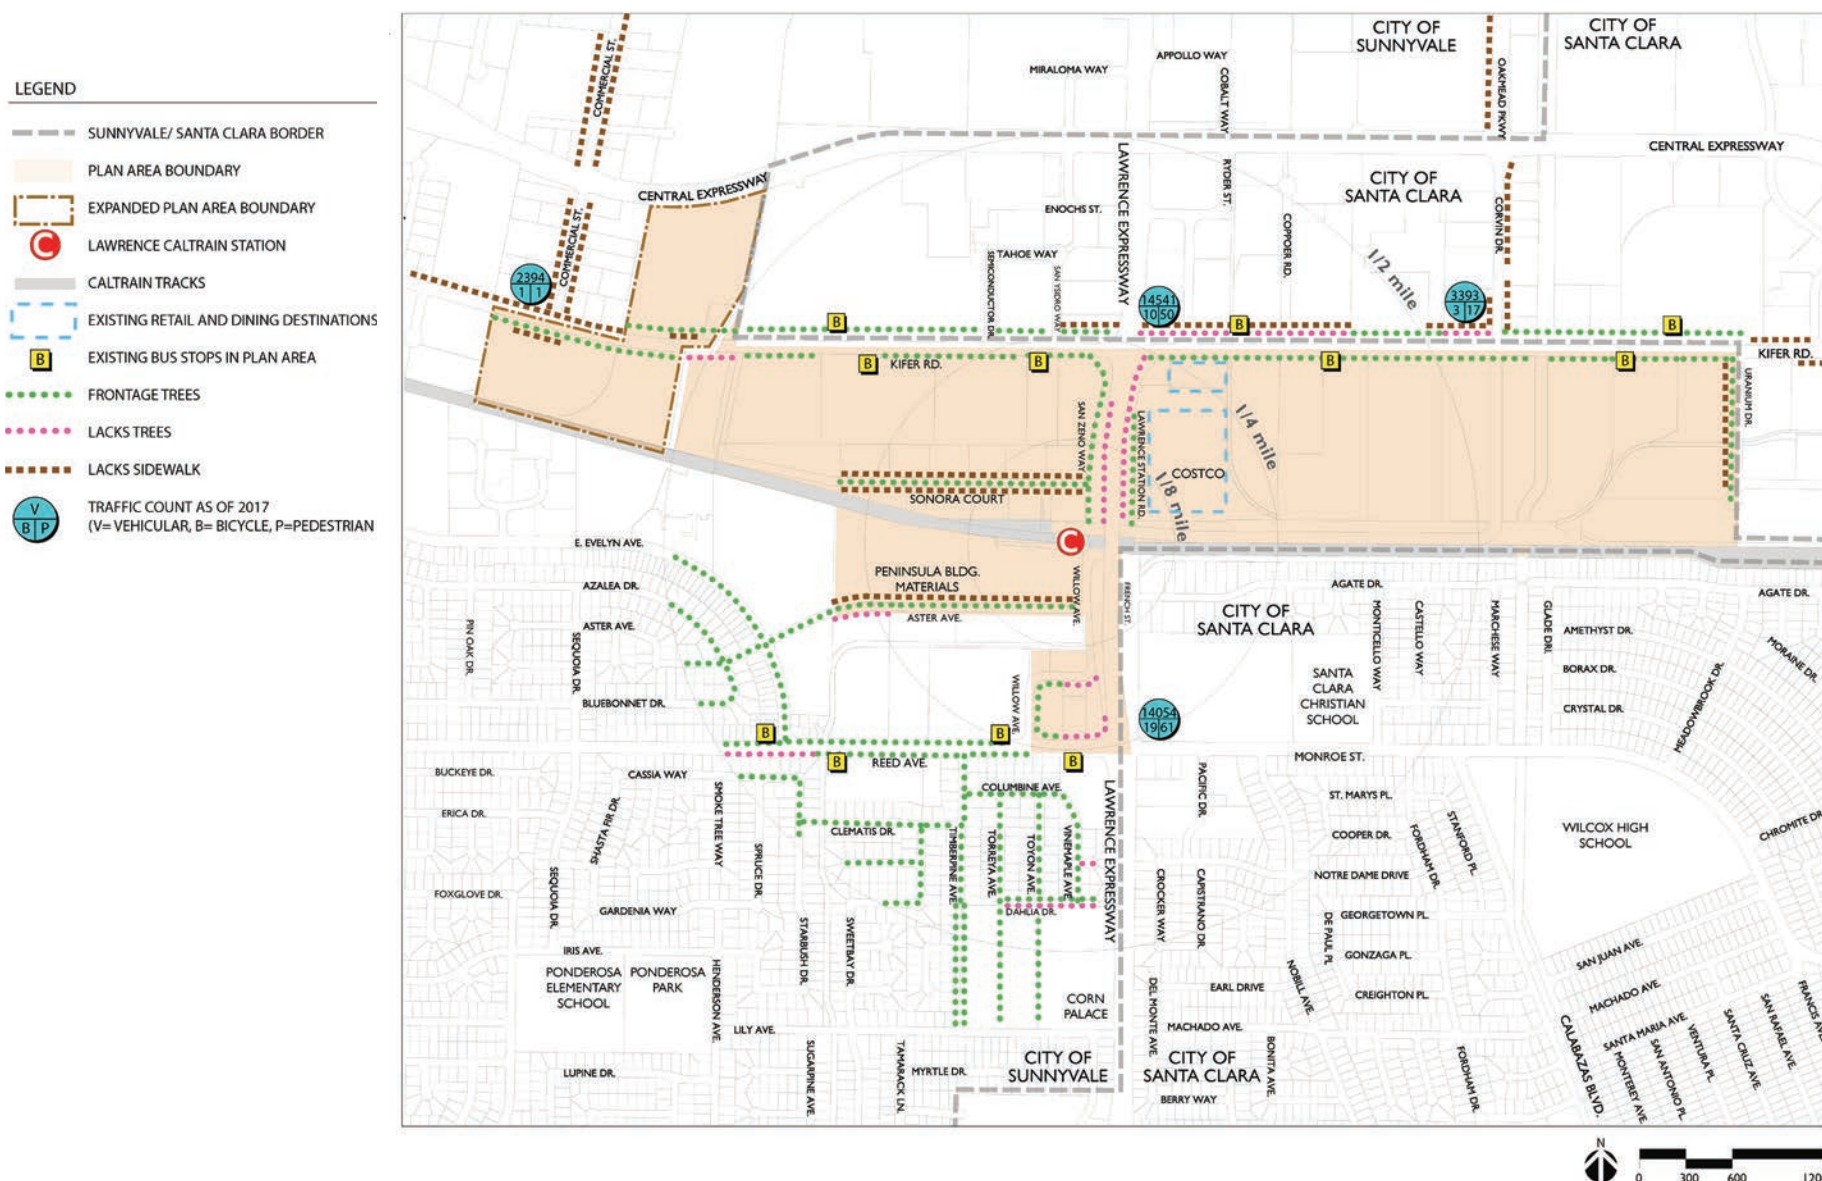 LEGEND
SUNNYVALE/ SANTA CLARA BORDER
PLAN AREA BOUNDARY
EXPANDED PLAN AREA BOUNDARY
C
LAWRENCE CALTRAIN STATION
CALTRAIN TRACKS
EXISTING RETAIL AND DINING DESTINATIONS
B
EXISTING BUS STOPS IN PLAN AREA
FRONTAGE TREES
LACKS TREES
LACKS SIDEWALK
V
B P
TRAFFIC COUNT AS OF 2017
(V= VEHICULAR, B= BICYCLE, P=PEDESTRIAN
CITY OF
SUNNYVALE
CITY OF
SANTA CLARA
COMMERCIAL ST.
MIRALOMA WAY
APPOLLO WAY
COBALT WAY
OAKMEAD PKWY
CENTRAL EXPRESSWAY
CENTRAL EXPRESSWAY
LAWRENCE EXPRESSWAY
RYDER ST.
CITY OF
SANTA CLARA
CORVIN DR.
COMMERCIAL ST.
ENOCHS ST.
COPPOER RD.
TAHOE WAY
SEMICONDUCTOR DR.
SAN YSIDRO WAY
1/2 mile
2394
1 1
14541
10 50
3393
3 17
B
B
B
B
B
B
B
KIFER RD.
KIFER RD.
URANIUM DR.
SAN ZENO WAY
LAWRENCE STATION RD.
1/4 mile
COSTCO
1/8 mile
SONORA COURT
C
E. EVELYN AVE.
PENINSULA BLDG.
MATERIALS
WILLOW AVE.
FRENCH ST.
AZALEA DR.
ASTER AVE.
ASTER AVE.
PIN OAK DR.
SEQUOIA DR.
BLUEBONNET DR.
CITY OF
SANTA CLARA
AGATE DR.
AGATE DR.
MONTICELLO WAY
CASTELLO WAY
MARCHESE WAY
GLADE DRI.
AMETHYST DR.
BORAX DR.
CRYSTAL DR.
MEADOWBROOK DR.
MORAINE DR.
SANTA
CLARA
CHRISTIAN
SCHOOL
WILLOW AVE.
14054
19 61
B
B
B
B
REED AVE.
MONROE ST.
BUCKEYE DR.
CASSIA WAY
COLUMBINE AVE.
ERICA DR.
SHASTA FIR DR.
SMOKE TREE WAY
CLEMATIS DR.
SPRUCE DR.
TIMBERPINE AVE.
TORREYA AVE.
TOYON AVE.
VINEMAPLE AVE.
LAWRENCE EXPRESSWAY
PACIFIC DR.
ST. MARYS PL.
COOPER DR.
FORDHAM DR.
STANFORD PL.
WILCOX HIGH
SCHOOL
CHROMITE DR.
FOXGLOVE DR.
SEQUOIA DR.
GARDENIA WAY
DAHLIA DR.
CROCKER WAY
CAPISTRANO DR.
NOTRE DAME DRIVE
GEORGETOWN PL.
DE PAUL PL
GONZAGA PL.
IRIS AVE.
STARBUSH DR.
SWEETBAY DR.
SAN JUAN AVE.
PONDEROSA
ELEMENTARY
SCHOOL
PONDEROSA
PARK
HENDERSON AVE.
CORN
PALACE
DEL MONTE AVE.
EARL DRIVE
NOBILL AVE.
CREIGHTON PL.
MACHADO AVE.
LILY AVE.
MACHADO AVE.
CALABAZAS BLVD.
SANTA MARIA AVE.
VENTURA PL.
SANTA CRUZ AVE.
SAN RAFAEL AVE.
FRANCIS AVE.
LUPINE DR.
SUGARPINE AVE.
TAMARACK LN.
MYRTLE DR.
CITY OF
SUNNYVALE
CITY OF
SANTA CLARA
BERRY WAY
BONITA AVE.
FORDHAM DR.
MONTEREY AVE.
SAN ANTONIO PL.
N
0 300 600 1200